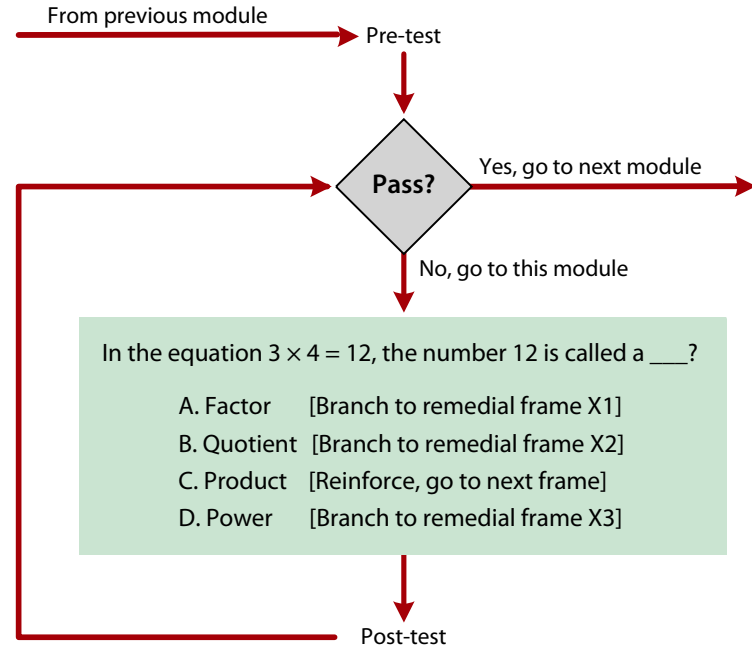 From previous module
Pre-test
Pass?
Yes, go to next module
No, go to this module
In the equation 3 × 4 = 12, the number 12 is called a ___?
A. Factor [Branch to remedial frame X1]
B. Quotient [Branch to remedial frame X2]
C. Product [Reinforce, go to next frame]
D. Power [Branch to remedial frame X3]
Post-test